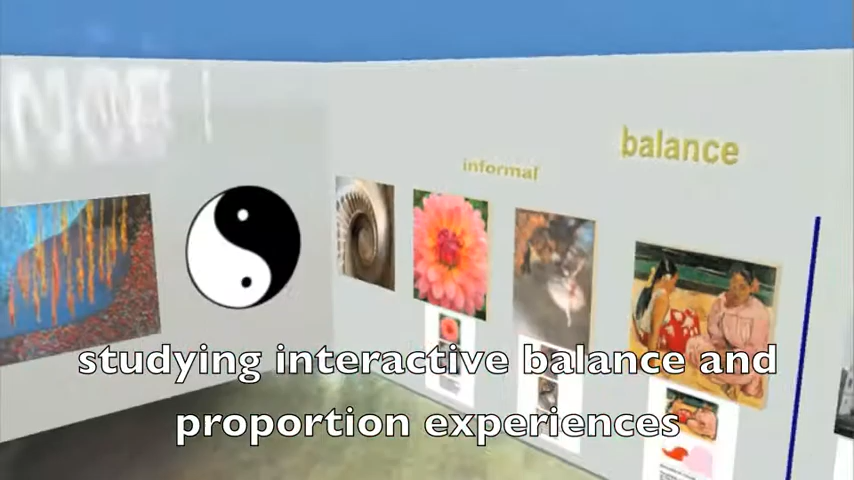 balance
informal
studying interactive balance and
proportion experiences